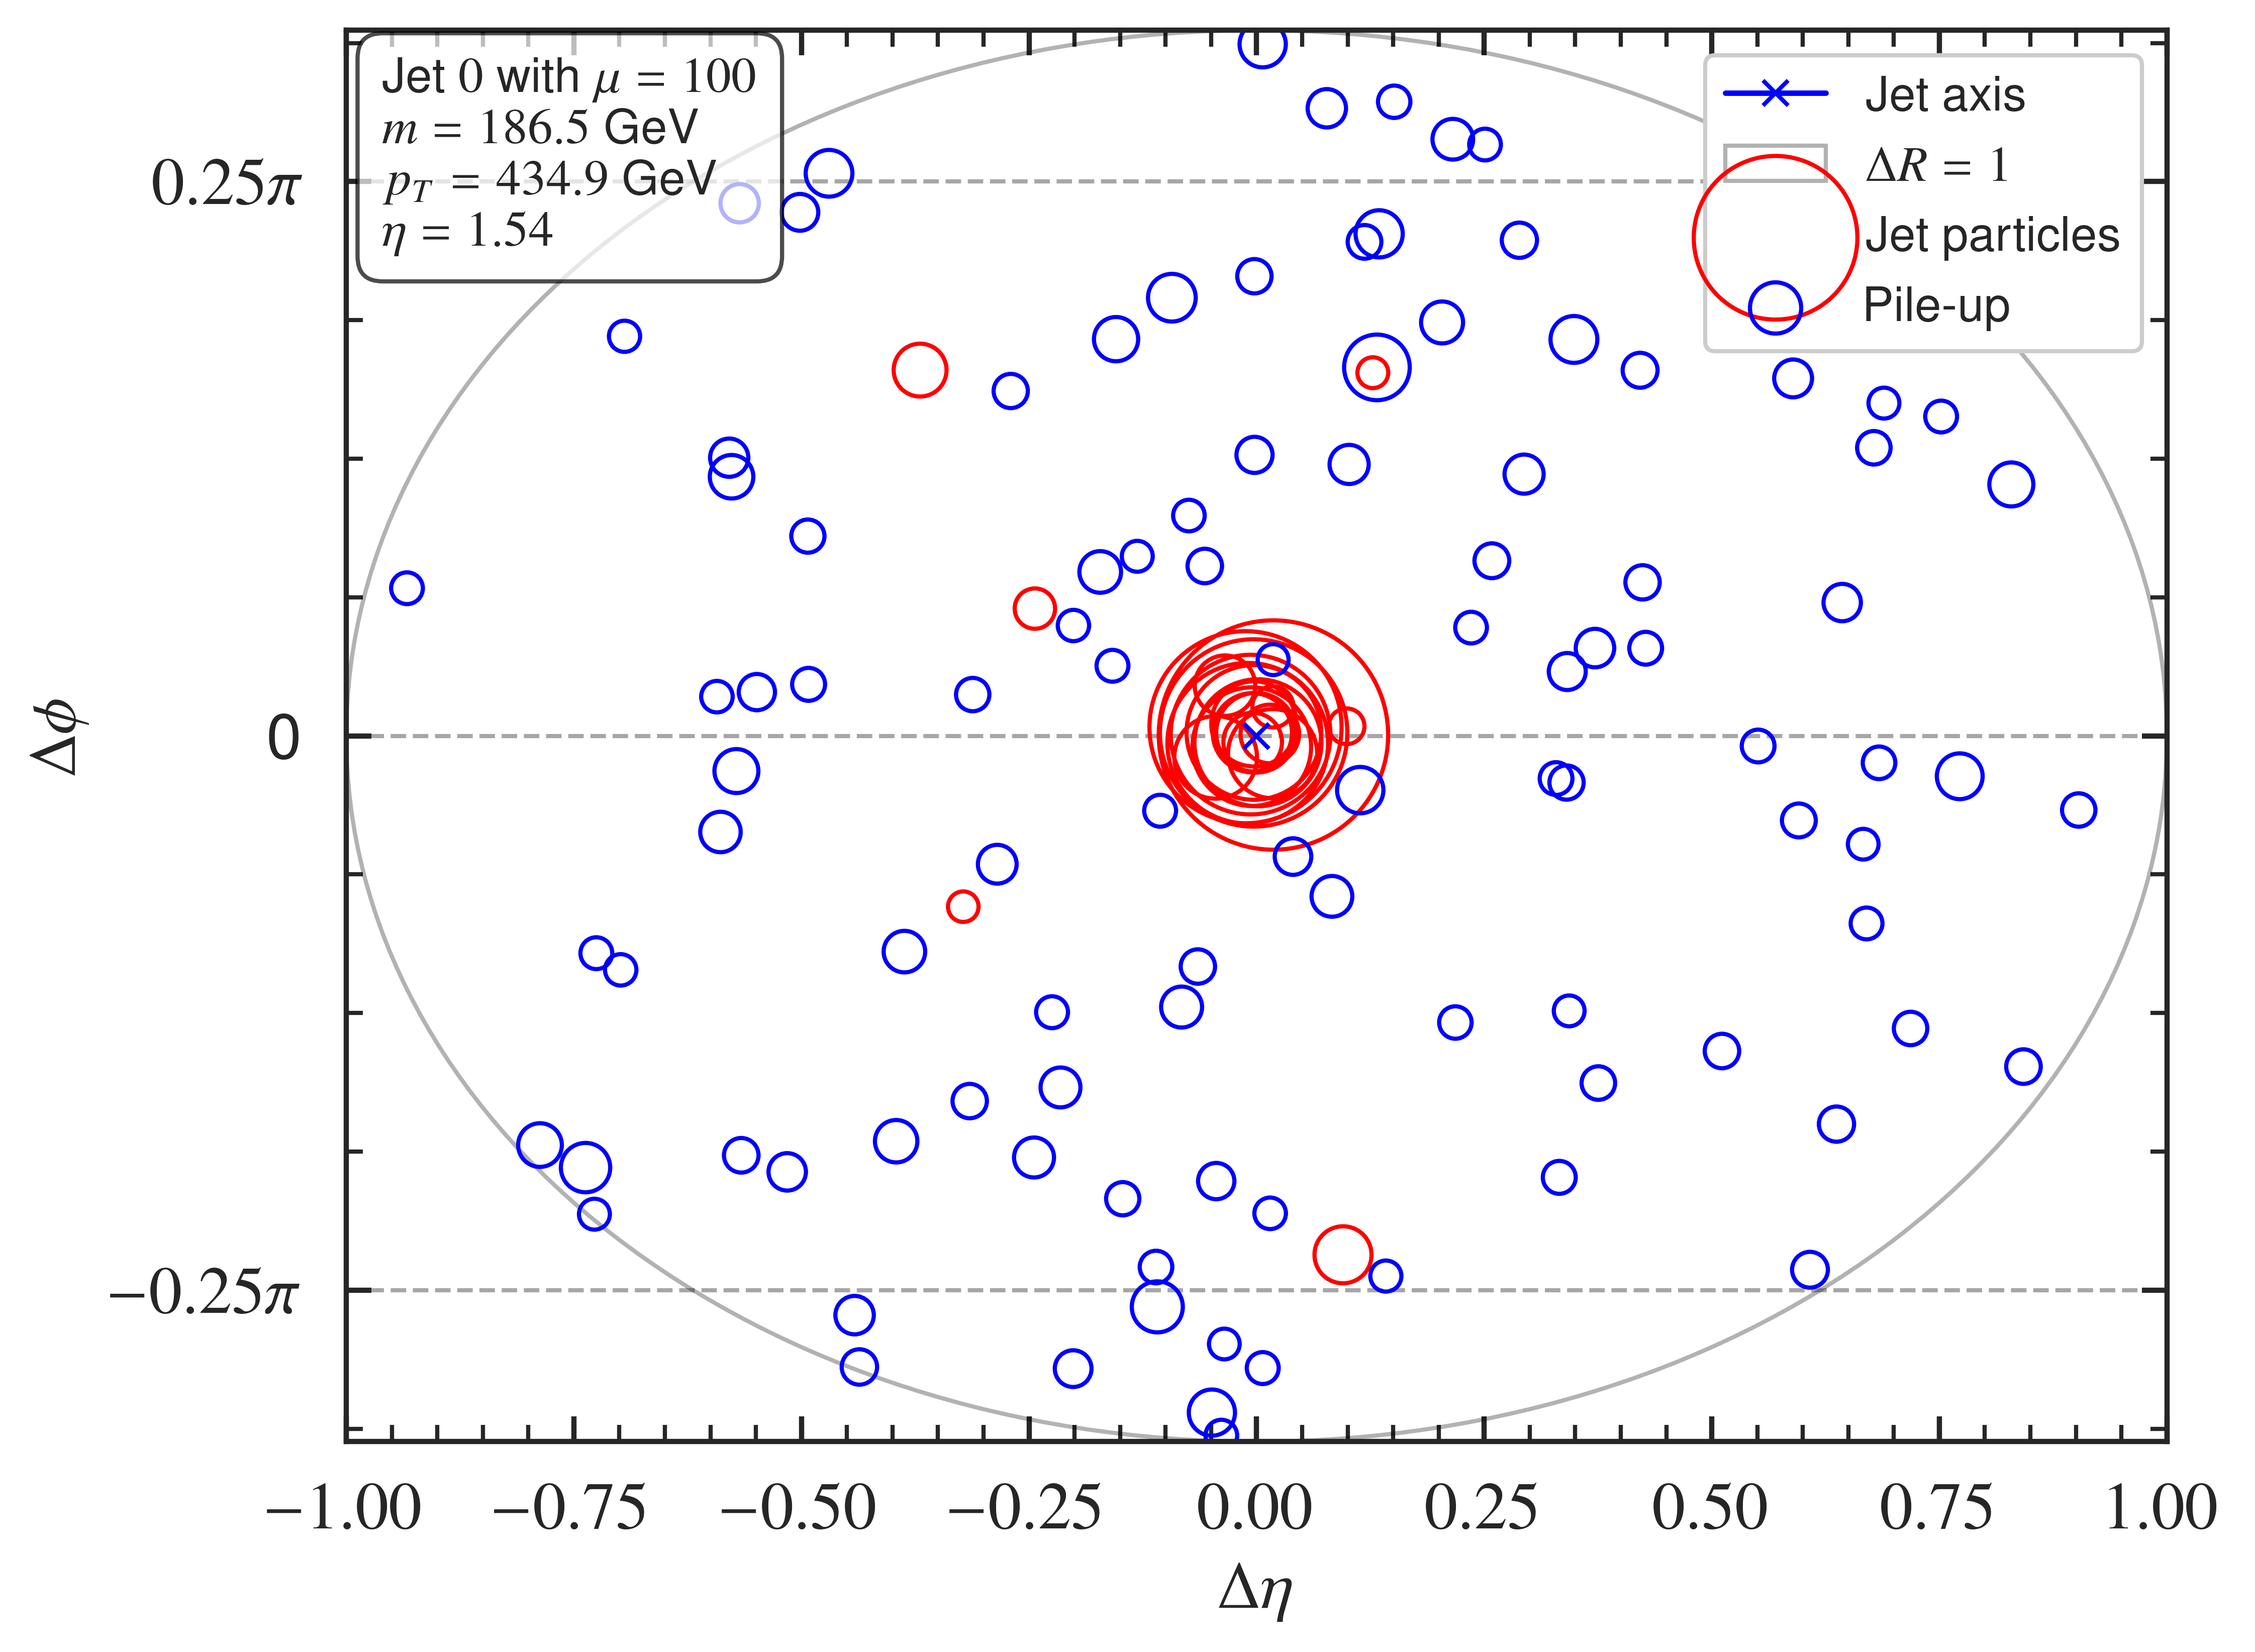 Jet 0 with μ = 100
m = 186.5 GeV
p_T = 434.9 GeV
η = 1.54
Jet axis
ΔR = 1
Jet particles
Pile-up
0.25π
0
−0.25π
Δϕ
−1.00 −0.75 −0.50 −0.25 0.00 0.25 0.50 0.75 1.00
Δη